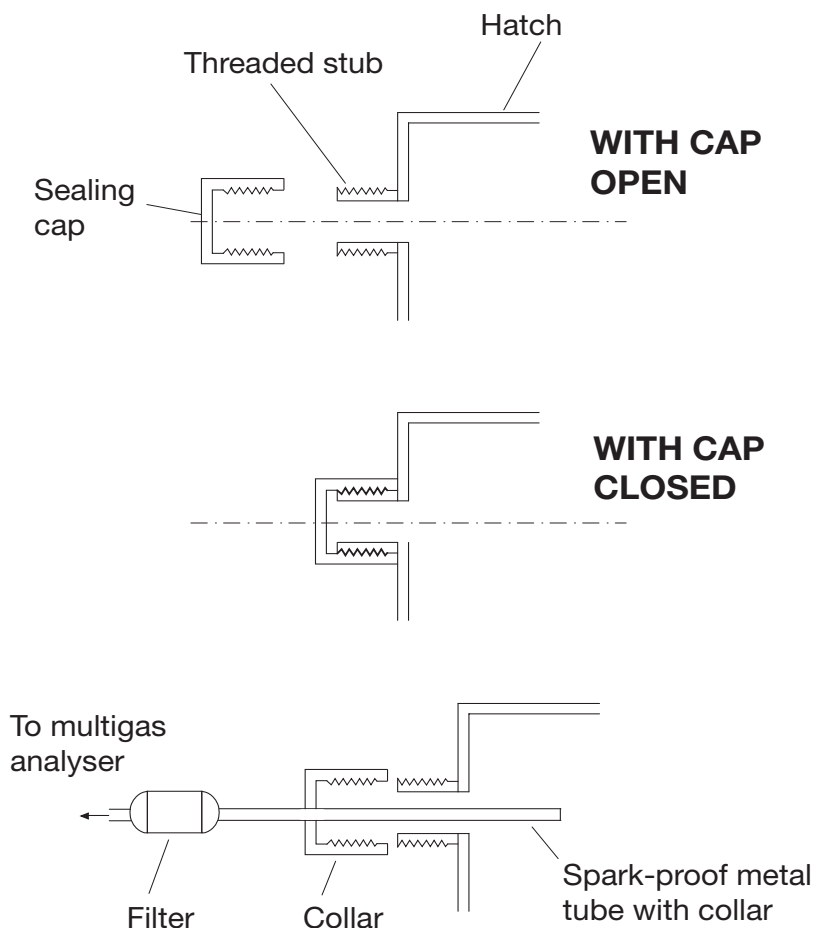 Hatch
Threaded stub
WITH CAP
OPEN
Sealing
cap
WITH CAP
CLOSED
To multigas
analyser
Spark-proof metal
tube with collar
Filter
Collar